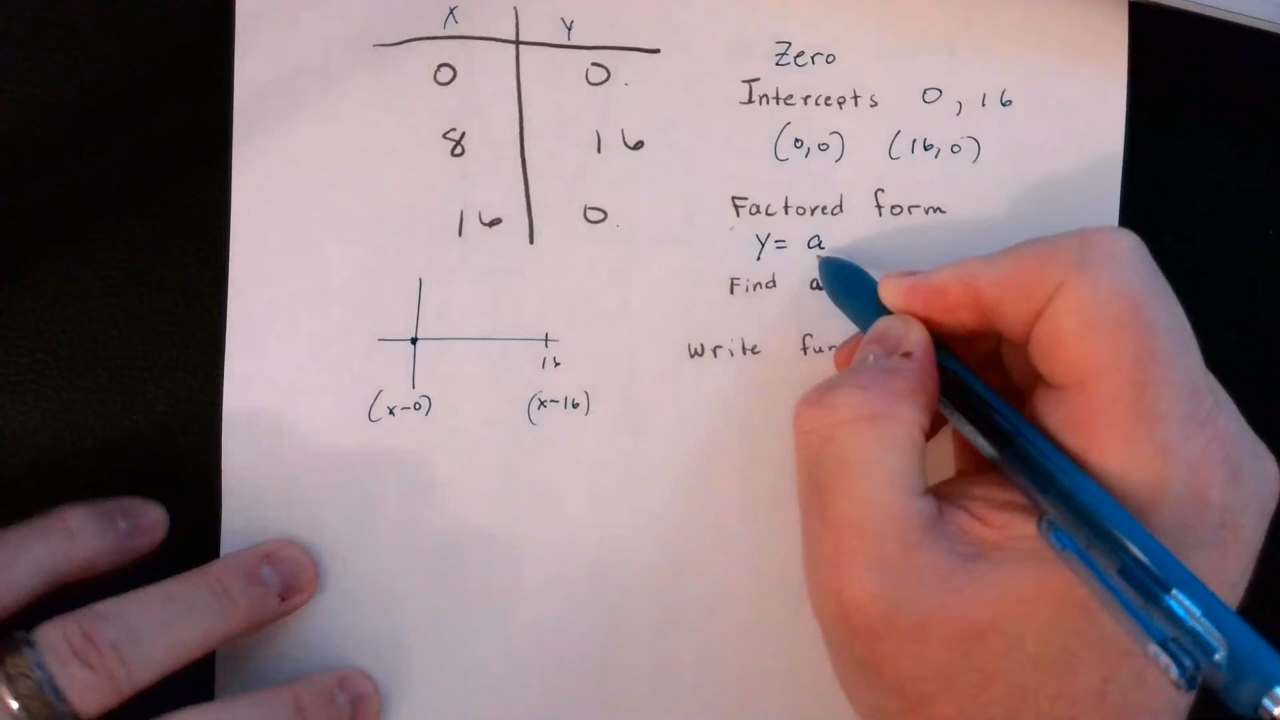 X Y
0 0.
8 16
16 0.
16
(x-0) (x-16)
Zero
Intercepts 0, 16
(0,0) (16,0)
Factored form
Y= a
Find a
Write